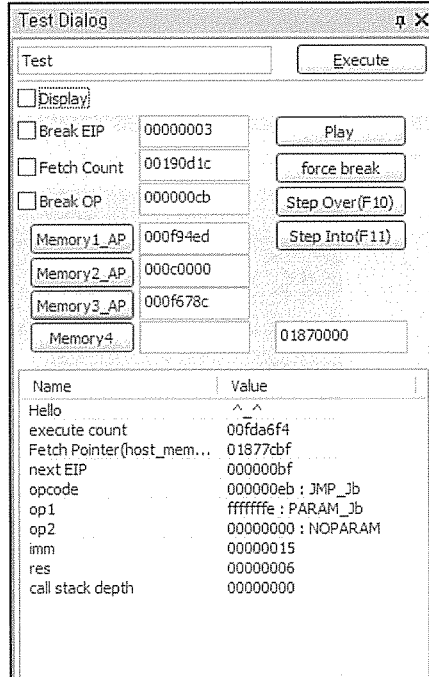 Test Dialog
Test Execute
Display
Break EIP 00000003 Play
Fetch Count 00190d1c force break
Break OP 000000cb Step Over(F10)
Memory1_AP 000f94ed Step Into(F11)
Memory2_AP 000c0000
Memory3_AP 000f678c
Memory4 01870000
Name Value
Hello ^_^
execute count 00fda6f4
Fetch Pointer(host_mem... 01877cbf
next EIP 000000bf
opcode 000000eb : JMP_Jb
op1 fffffffe : PARAM_Jb
op2 00000000 : NOPARAM
imm 00000015
res 00000006
call stack depth 00000000